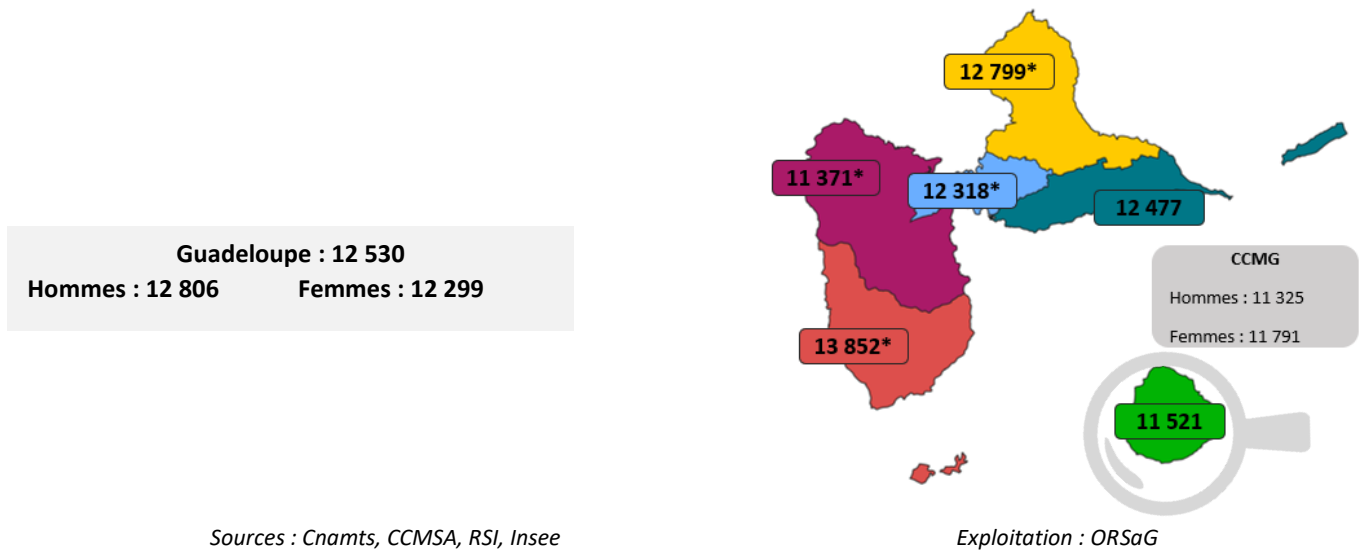 Guadeloupe : 12 530
Hommes : 12 806 Femmes : 12 299
12 799*
11 371*
12 318*
12 477
13 852*
CCMG
Hommes : 11 325
Femmes : 11 791
11 521
Sources : Cnamts, CCMSA, RSI, Insee
Exploitation : ORSaG